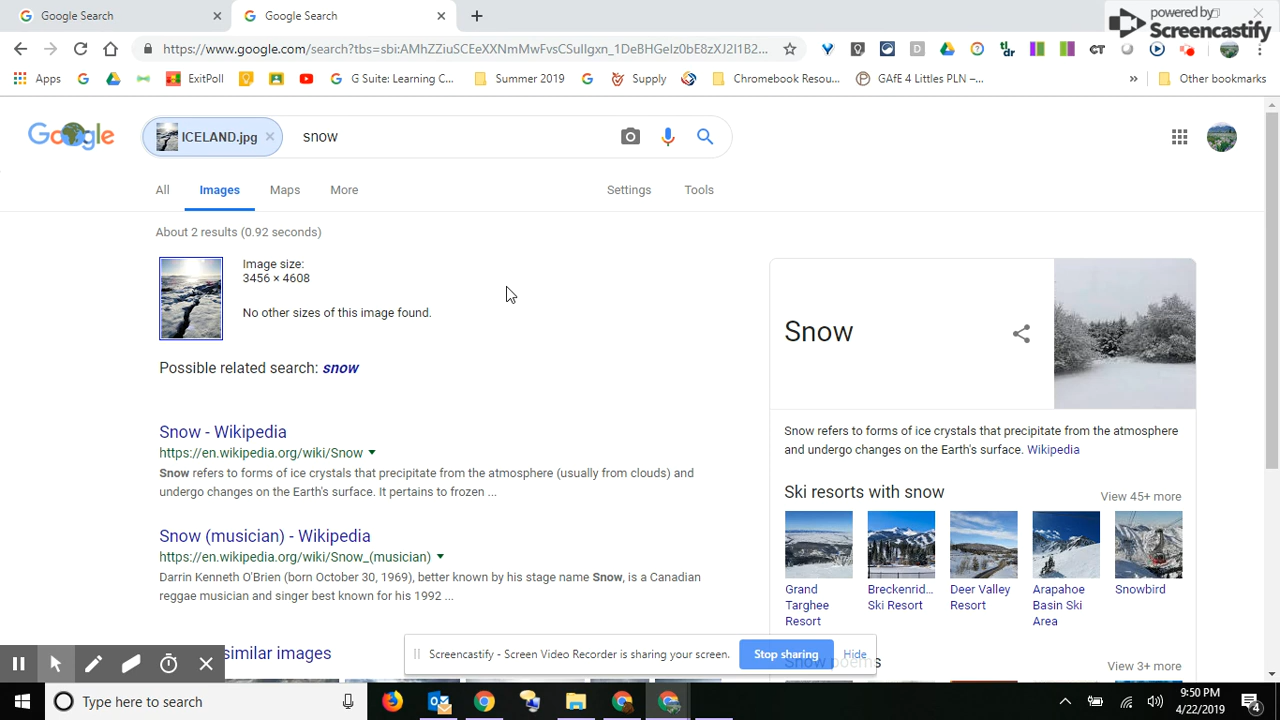 Google Search
Google Search
powered by
Screencastify
https://www.google.com/search?tbs=sbi:AMhZZiuSCEeXXNmMwFvsCSuIlgxn_1DeBHGeIz0bE8zXJ2I1B2...
tl;dr
Apps
ExitPoll
G Suite: Learning C...
Summer 2019
Supply
Chromebook Resou...
GAfE 4 Littles PLN –...
»
Other bookmarks
Google
ICELAND.jpg × snow
All
Images
Maps
More
Settings
Tools
About 2 results (0.92 seconds)
Image size:
3456 × 4608
No other sizes of this image found.
Possible related search: snow
Snow - Wikipedia
https://en.wikipedia.org/wiki/Snow
Snow refers to forms of ice crystals that precipitate from the atmosphere (usually from clouds) and
undergo changes on the Earth's surface. It pertains to frozen ...
Snow (musician) - Wikipedia
https://en.wikipedia.org/wiki/Snow_(musician)
Darrin Kenneth O'Brien (born October 30, 1969), better known by his stage name Snow, is a Canadian
reggae musician and singer best known for his 1992 ...
similar images
Snow
Snow refers to forms of ice crystals that precipitate from the atmosphere
and undergo changes on the Earth's surface. Wikipedia
Ski resorts with snow
View 45+ more
Grand
Targhee
Resort
Breckenrid...
Ski Resort
Deer Valley
Resort
Arapahoe
Basin Ski
Area
Snowbird
Snow poems
View 3+ more
Screencastify - Screen Video Recorder is sharing your screen.
Stop sharing
Hide
Type here to search
9:50 PM
4/22/2019
4